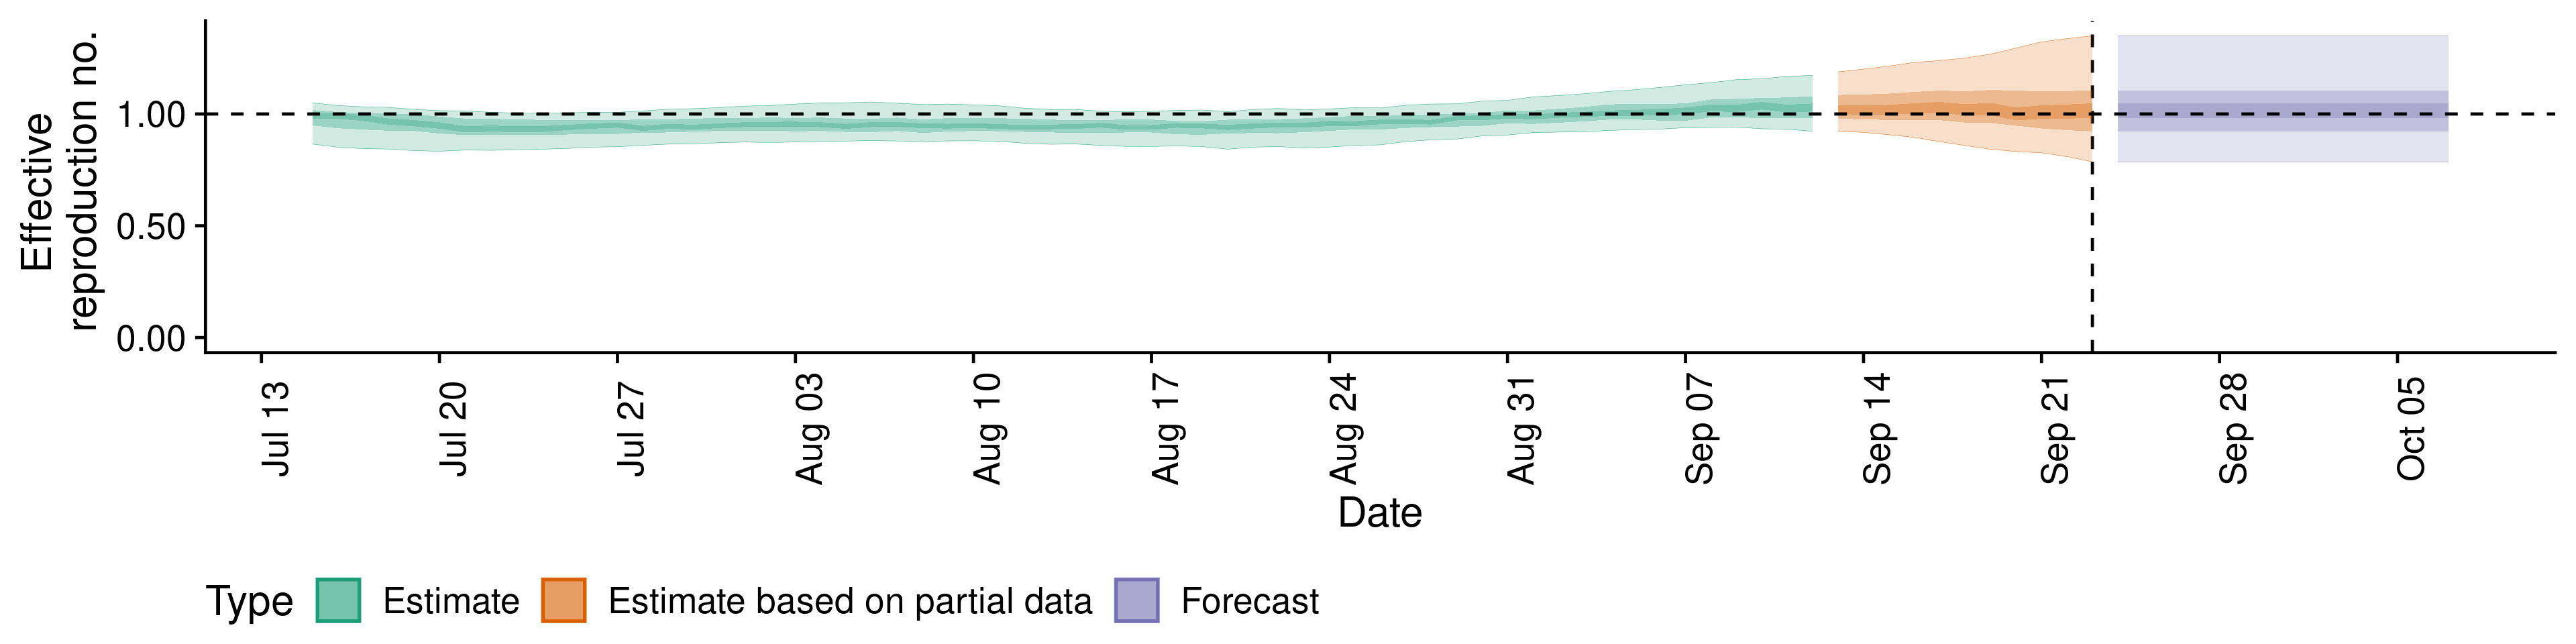 Effective
reproduction no.
1.00
0.50
0.00
Jul 13
Jul 20
Jul 27
Aug 03
Aug 10
Aug 17
Aug 24
Aug 31
Sep 07
Sep 14
Sep 21
Sep 28
Oct 05
Date
Type Estimate Estimate based on partial data Forecast